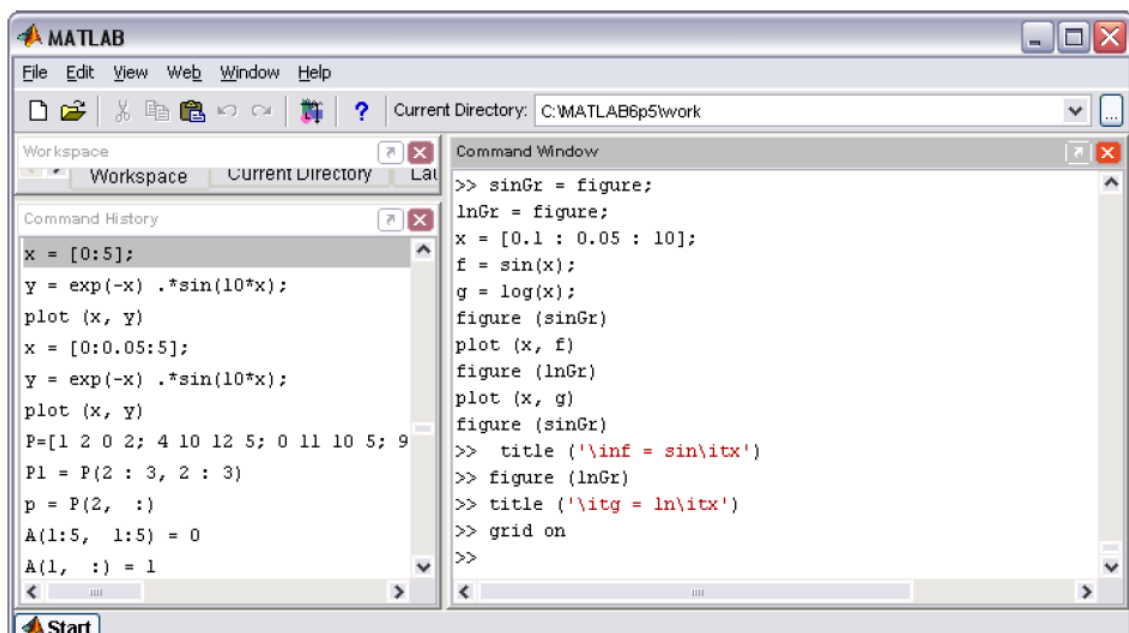 MATLAB
File Edit View Web Window Help
? Current Directory: C:\MATLAB6p5\work ...
Workspace
Workspace Current Directory Lau
Command History
x = [0:5];
y = exp(-x) .*sin(10*x);
plot (x, y)
x = [0:0.05:5];
y = exp(-x) .*sin(10*x);
plot (x, y)
P=[1 2 0 2; 4 10 12 5; 0 11 10 5; 9
P1 = P(2 : 3, 2 : 3)
p = P(2, :)
A(1:5, 1:5) = 0
A(1, :) = 1
Command Window
>> sinGr = figure;
lnGr = figure;
x = [0.1 : 0.05 : 10];
f = sin(x);
g = log(x);
figure (sinGr)
plot (x, f)
figure (lnGr)
plot (x, g)
figure (sinGr)
>> title ('\inf = sin\itx')
>> figure (lnGr)
>> title ('\itg = ln\itx')
>> grid on
>>
Start